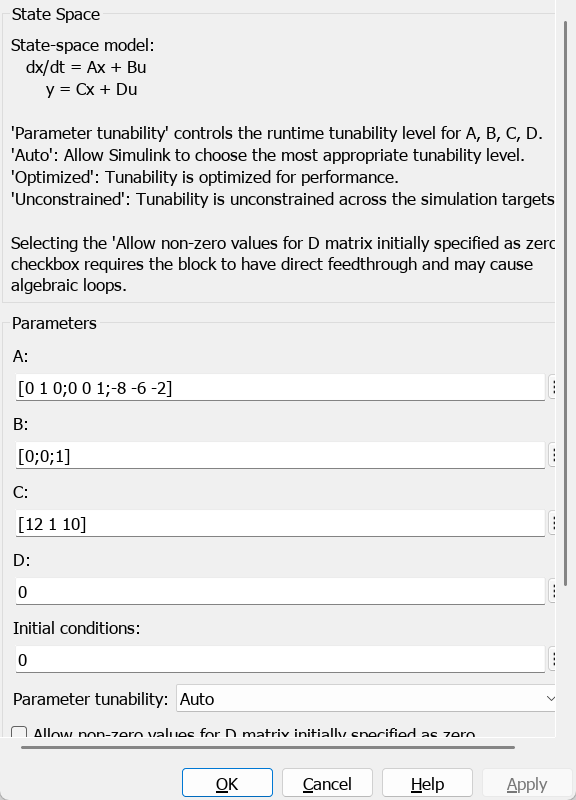 State Space
State-space model:
dx/dt = Ax + Bu
y = Cx + Du
'Parameter tunability' controls the runtime tunability level for A, B, C, D.
'Auto': Allow Simulink to choose the most appropriate tunability level.
'Optimized': Tunability is optimized for performance.
'Unconstrained': Tunability is unconstrained across the simulation targets
Selecting the 'Allow non-zero values for D matrix initially specified as zero
checkbox requires the block to have direct feedthrough and may cause
algebraic loops.
Parameters
A:
[0 1 0;0 0 1;-8 -6 -2]
B:
[0;0;1]
C:
[12 1 10]
D:
0
Initial conditions:
0
Parameter tunability: Auto
Allow non-zero values for D matrix initially specified as zero
OK Cancel Help Apply